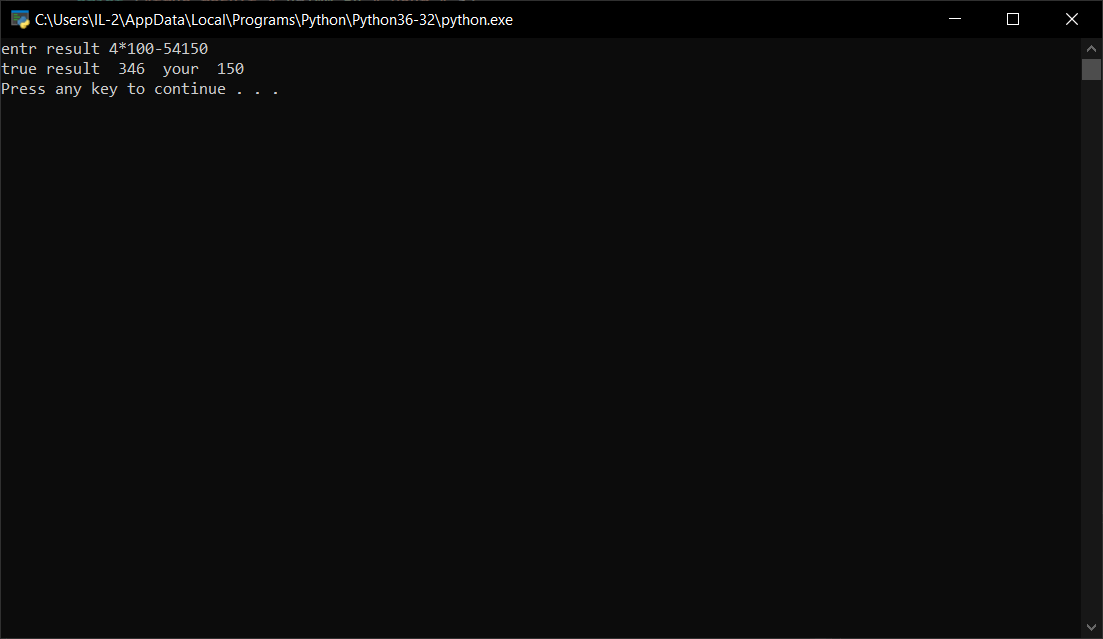 C:\Users\IL-2\AppData\Local\Programs\Python\Python36-32\python.exe
entr result 4*100-54150
true result  346  your  150
Press any key to continue . . .